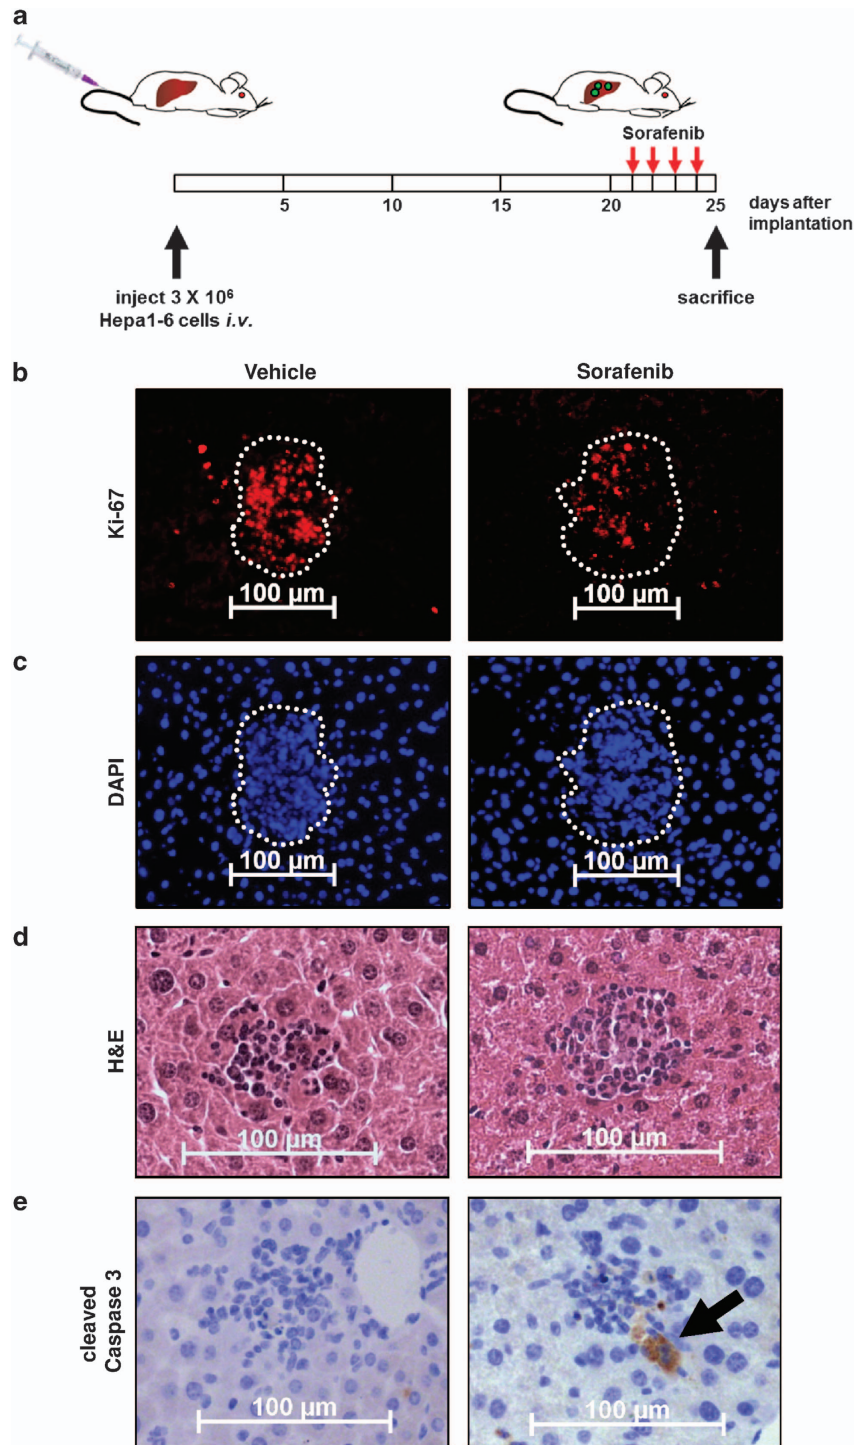 a
Sorafenib
5
10
15
20
25
days after
implantation
inject 3 X 10⁶
Hepa1-6 cells i.v.
sacrifice
b
Vehicle
Sorafenib
Ki-67
100 µm
100 µm
c
DAPI
100 µm
100 µm
d
H&E
100 µm
100 µm
e
cleaved
Caspase 3
100 µm
100 µm